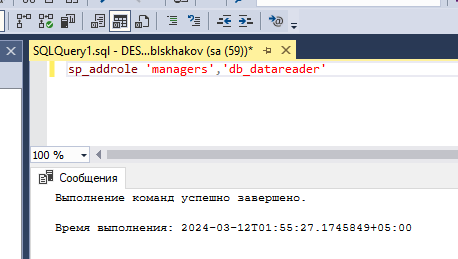 SQLQuery1.sql - DES...blskhakov (sa (59))*
sp_addrole 'managers','db_datareader'
100 %
Сообщения
Выполнение команд успешно завершено.
Время выполнения: 2024-03-12T01:55:27.1745849+05:00